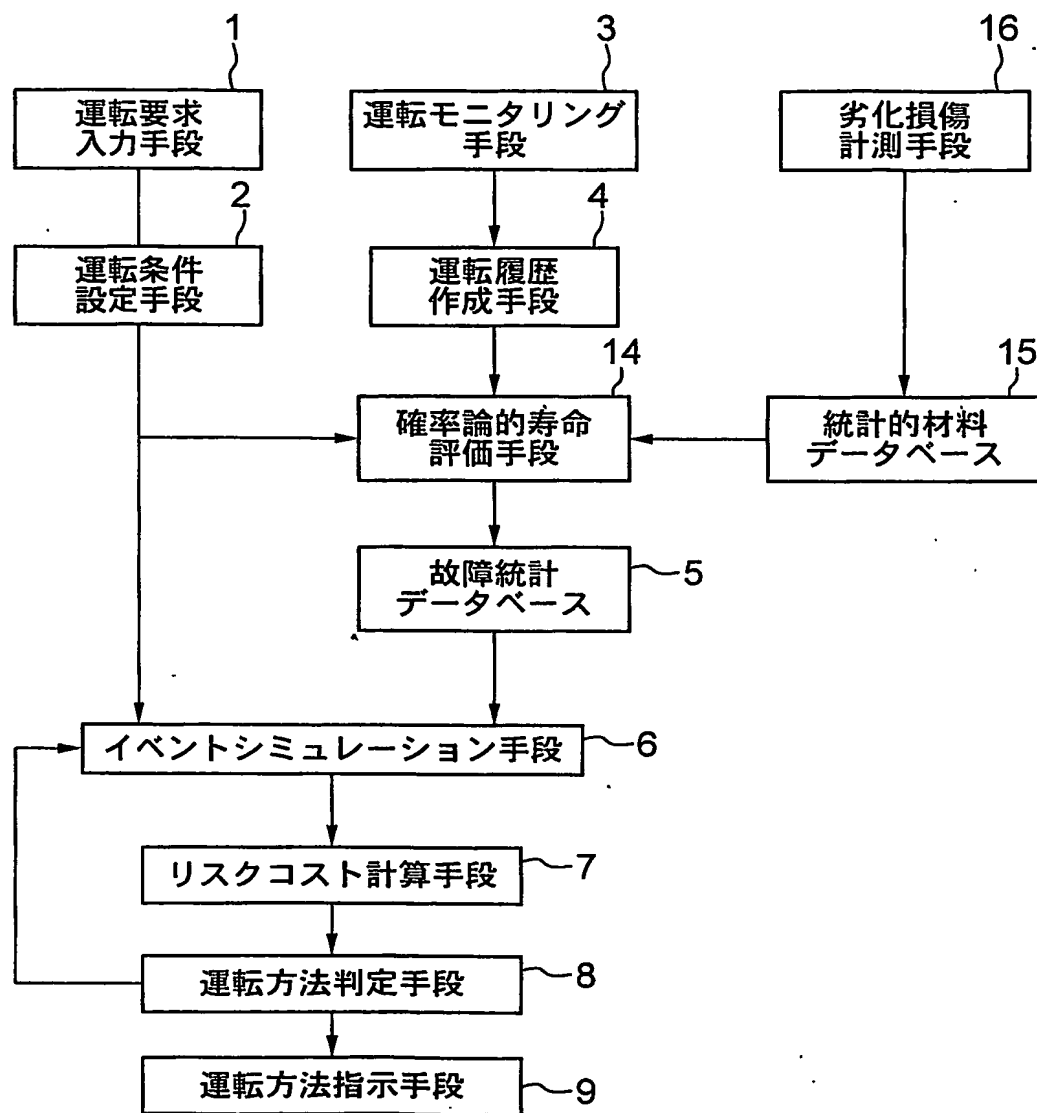 1
運転要求
入力手段
3
運転モニタリング
手段
16
劣化損傷
計測手段
2
運転条件
設定手段
4
運転履歴
作成手段
14
確率論的寿命
評価手段
15
統計的材料
データベース
故障統計
データベース
5
イベントシミュレーション手段
6
リスクコスト計算手段
7
運転方法判定手段
8
運転方法指示手段
9